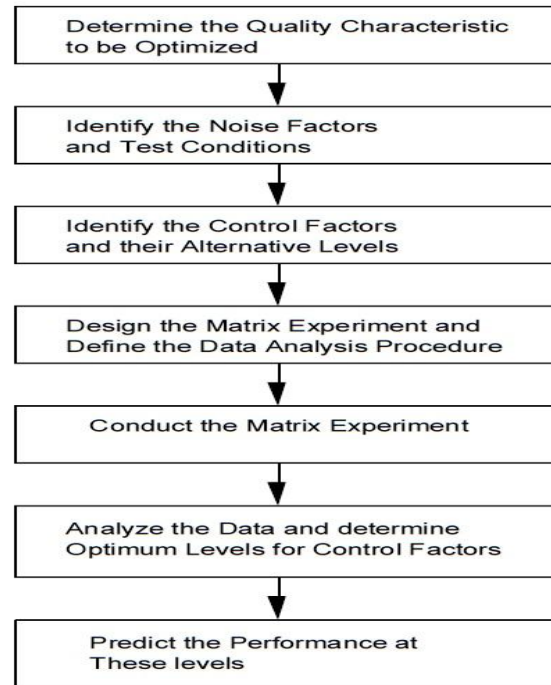 Determine the Quality Characteristic
to be Optimized
Identify the Noise Factors
and Test Conditions
Identify the Control Factors
and their Alternative Levels
Design the Matrix Experiment and
Define the Data Analysis Procedure
Conduct the Matrix Experiment
Analyze the Data and determine
Optimum Levels for Control Factors
Predict the Performance at
These levels